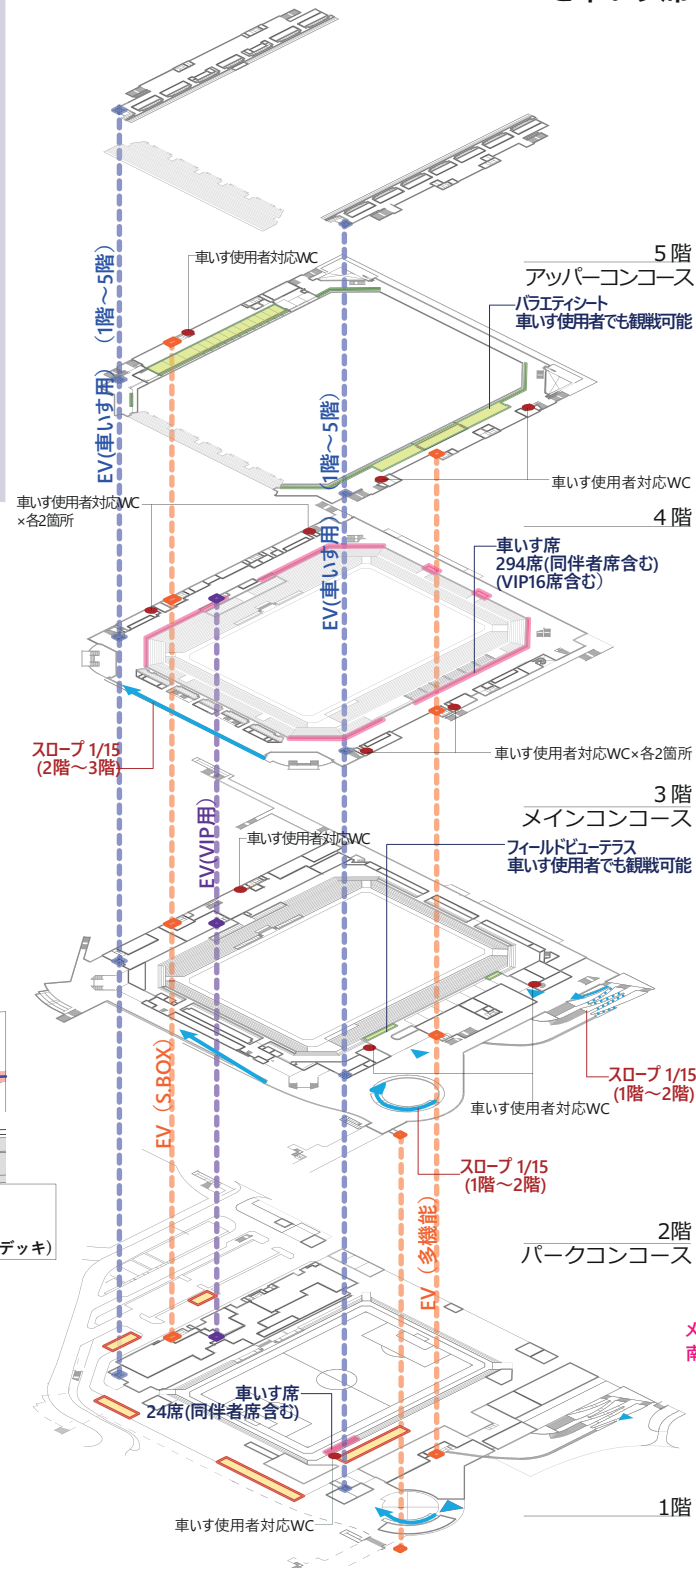 車いす使用者対応WC
5階
アッパーコンコース
バラエティシート
車いす使用者でも観戦可能
EV(車いす用)（1階～5階）
EV(車いす用)（1階～5階）
車いす使用者対応WC
車いす使用者対応WC
×各2箇所
4階
車いす席
294席(同伴者席含む)
(VIP16席含む）
スロープ 1/15
(2階～3階)
車いす使用者対応WC×各2箇所
3階
メインコンコース
EV(VIP用)
車いす使用者対応WC
フィールドビューテラス
車いす使用者でも観戦可能
EV（S.BOX）
スロープ 1/15
(1階～2階)
車いす使用者対応WC
スロープ 1/15
(1階～2階)
EV（多機能）
2階
パークコンコース
デッキ）
メ
南
車いす席
24席(同伴者席含む)
車いす使用者対応WC
1階